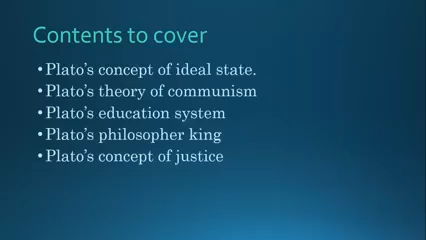 Contents to cover
•Plato’s concept of ideal state.
•Plato’s theory of communism
•Plato’s education system
•Plato’s philosopher king
•Plato’s concept of justice